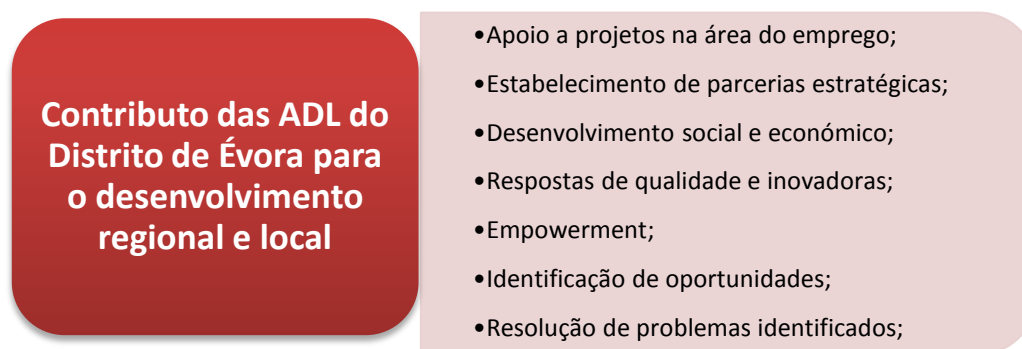 Contributo das ADL do
Distrito de Évora para
o desenvolvimento
regional e local
•Apoio a projetos na área do emprego;
•Estabelecimento de parcerias estratégicas;
•Desenvolvimento social e económico;
•Respostas de qualidade e inovadoras;
•Empowerment;
•Identificação de oportunidades;
•Resolução de problemas identificados;